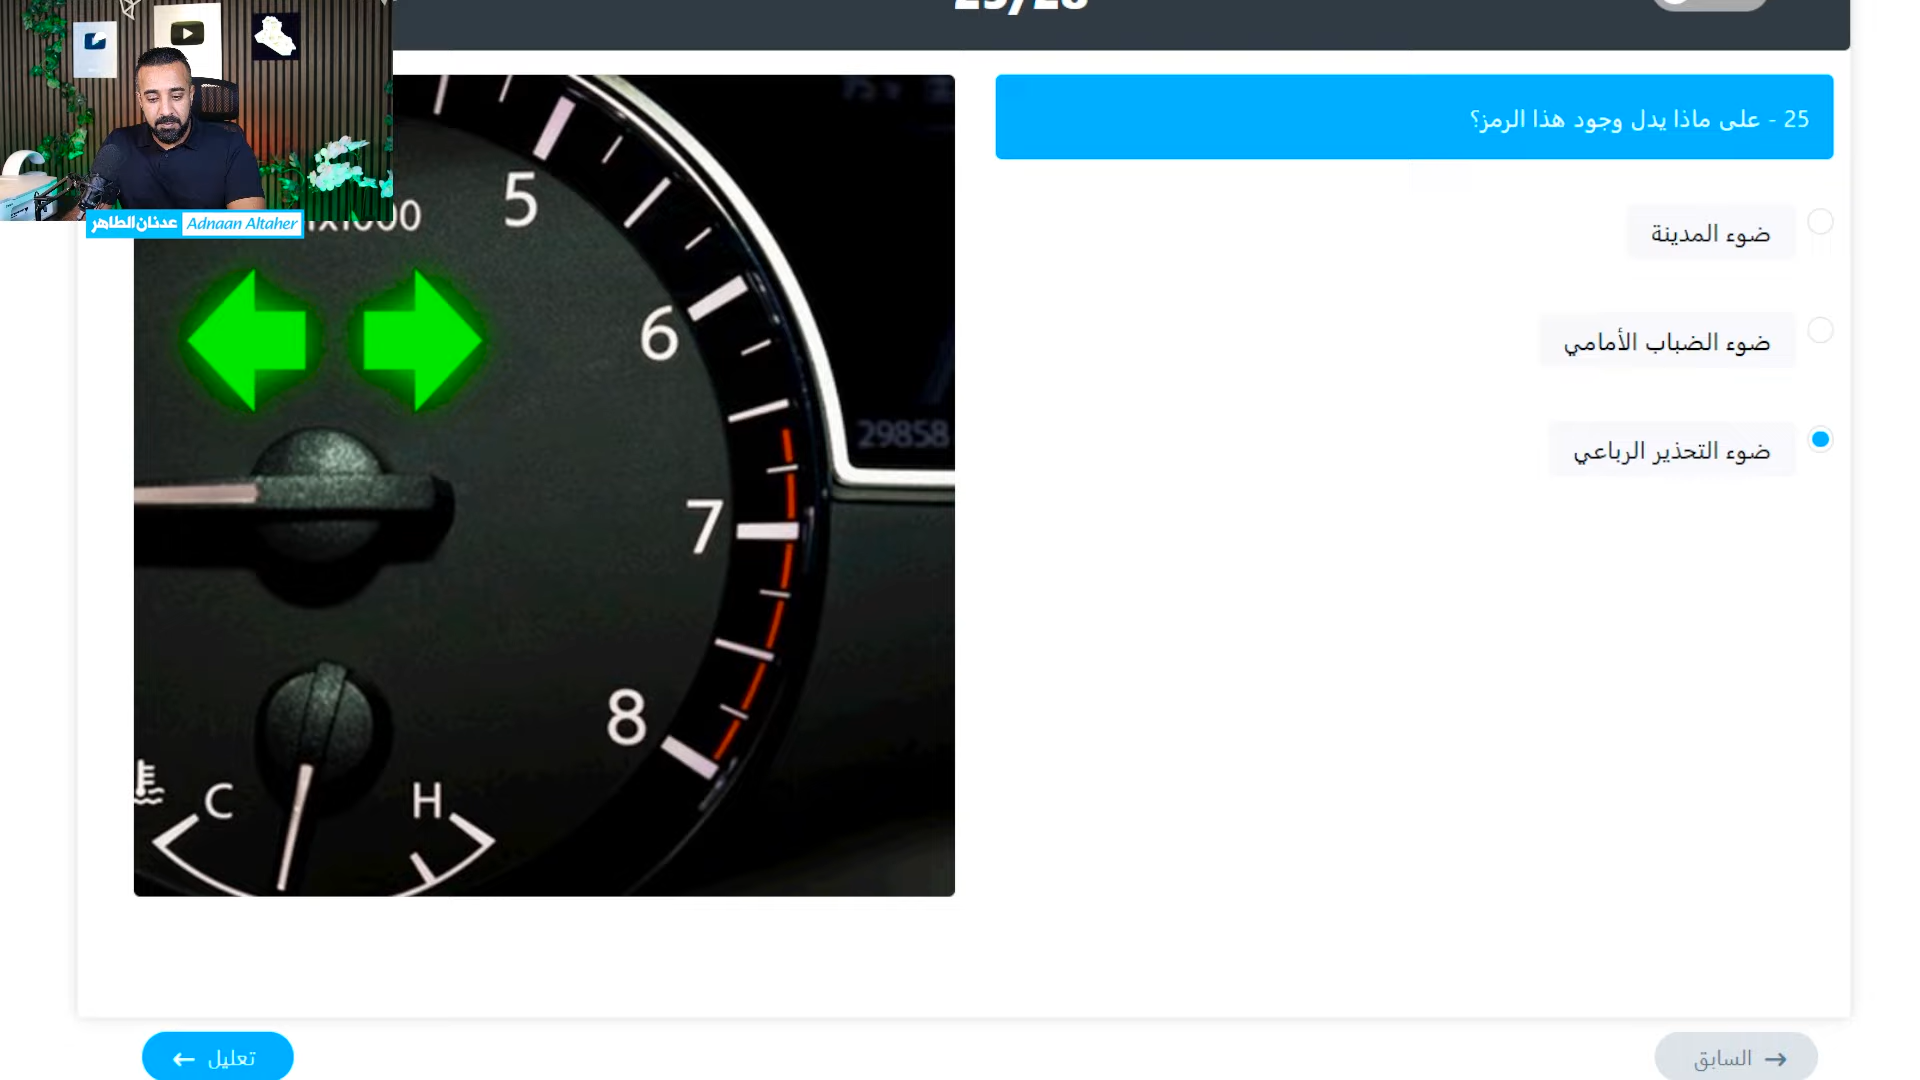 25 - على ماذا يدل وجود هذا الرمز؟
ضوء المدينة
ضوء الضباب الأمامي
ضوء التحذير الرباعي
عدنان الطاهر Adnaan Altaher
5
6
7
8
29858
C H
← تعليل
السابق →